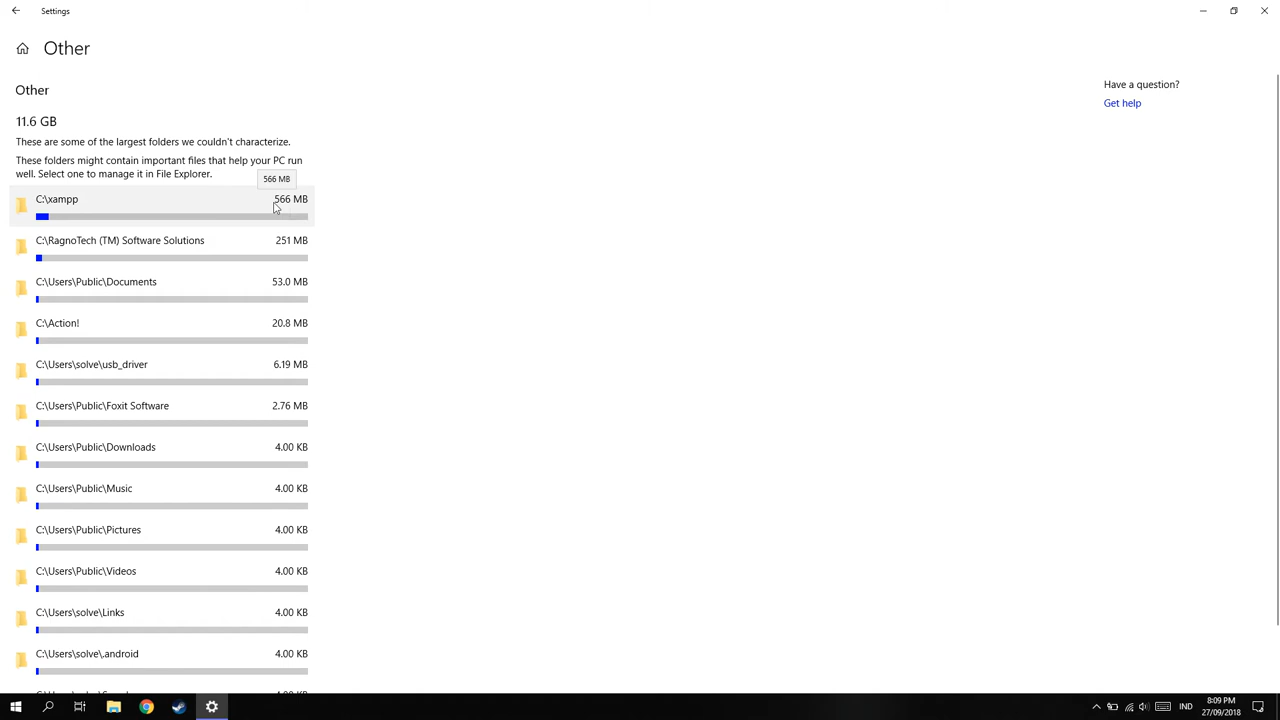 Settings
Other
Other
11.6 GB
These are some of the largest folders we couldn't characterize.
These folders might contain important files that help your PC run
well. Select one to manage it in File Explorer.
566 MB
C:\xampp 566 MB
C:\RagnoTech (TM) Software Solutions 251 MB
C:\Users\Public\Documents 53.0 MB
C:\Action! 20.8 MB
C:\Users\solve\usb_driver 6.19 MB
C:\Users\Public\Foxit Software 2.76 MB
C:\Users\Public\Downloads 4.00 KB
C:\Users\Public\Music 4.00 KB
C:\Users\Public\Pictures 4.00 KB
C:\Users\Public\Videos 4.00 KB
C:\Users\solve\Links 4.00 KB
C:\Users\solve\.android 4.00 KB
Have a question?
Get help
IND
8:09 PM
27/09/2018